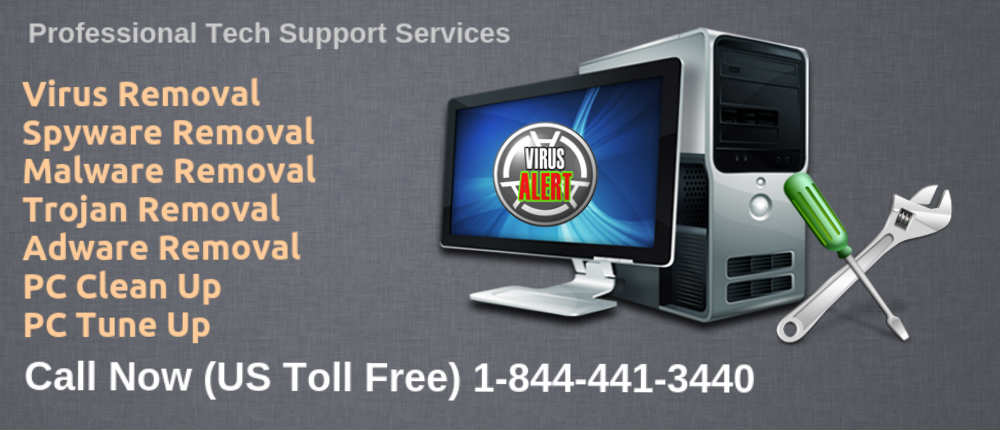 Professional Tech Support Services
Virus Removal
Spyware Removal
Malware Removal
Trojan Removal
Adware Removal
PC Clean Up
PC Tune Up
VIRUS
ALERT
Call Now (US Toll Free) 1-844-441-3440